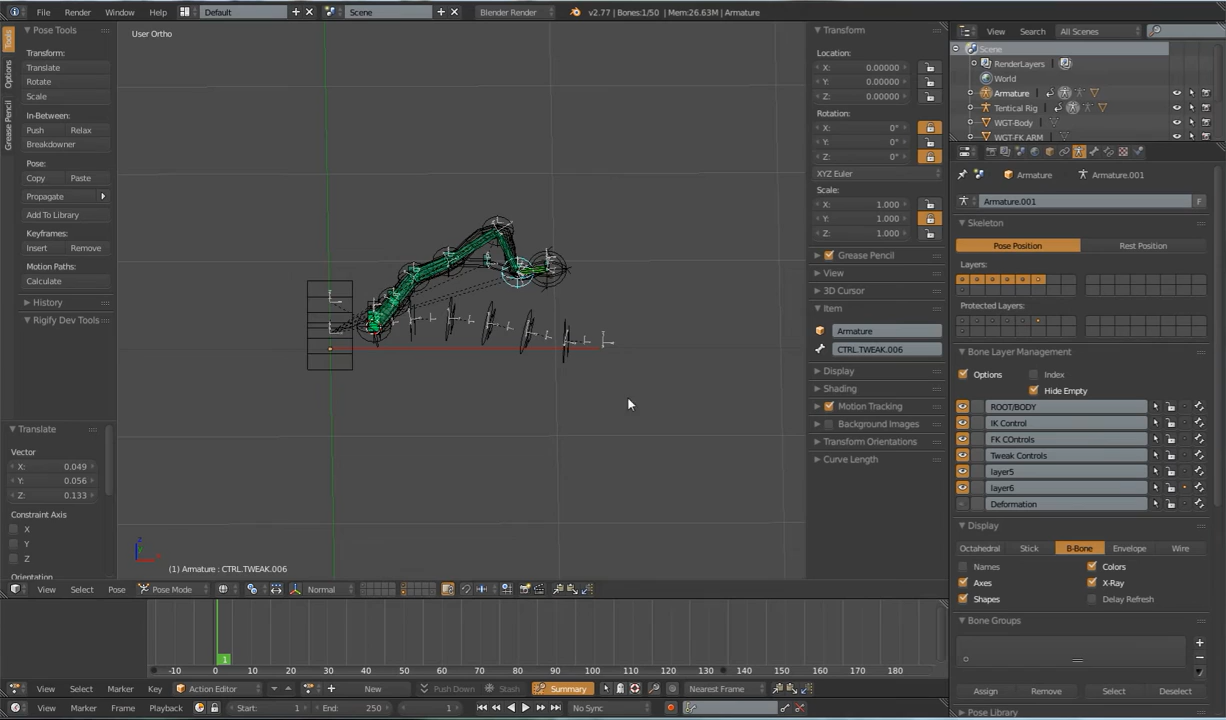 File Render Window Help Default Scene Blender Render v2.77 | Bones:1/50 | Mem:26.63M | Armature
Tools
Options
Grease Pencil
Pose Tools
Transform:
Translate
Rotate
Scale
In-Between:
Push Relax
Breakdowner
Pose:
Copy Paste
Propagate
Add To Library
Keyframes:
Insert Remove
Motion Paths:
Calculate
History
Rigify Dev Tools
Translate
Vector
X: 0.049
Y: 0.056
Z: 0.133
Constraint Axis
X
Y
Z
Orientation
User Ortho
(1) Armature : CTRL.TWEAK.006
View Select Pose Pose Mode Normal
Transform
Location:
X: 0.00000
Y: 0.00000
Z: 0.00000
Rotation:
X: 0°
Y: 0°
Z: 0°
XYZ Euler
Scale:
X: 1.000
Y: 1.000
Z: 1.000
Grease Pencil
View
3D Cursor
Item
Armature
CTRL.TWEAK.006
Display
Shading
Motion Tracking
Background Images
Transform Orientations
Curve Length
View Search All Scenes
Scene
RenderLayers
World
Armature
Tentical Rig
WGT-Body
WGT-FK ARM
Armature Armature.001
Armature.001 F
Skeleton
Pose Position Rest Position
Layers:
Protected Layers:
Bone Layer Management
Options Index
Hide Empty
ROOT/BODY
IK Control
FK COntrols
Tweak Controls
layer5
layer6
Deformation
Display
Octahedral Stick B-Bone Envelope Wire
Names Colors
Axes X-Ray
Shapes Delay Refresh
Bone Groups
Assign Remove Select Deselect
Pose Library
1
-10 0 10 20 30 40 50 60 70 80 90 100 110 120 130 140 150 160 170 180
View Select Marker Key Action Editor New Push Down Stash Summary Nearest Frame
View Marker Frame Playback Start: 1 End: 250 1 No Sync